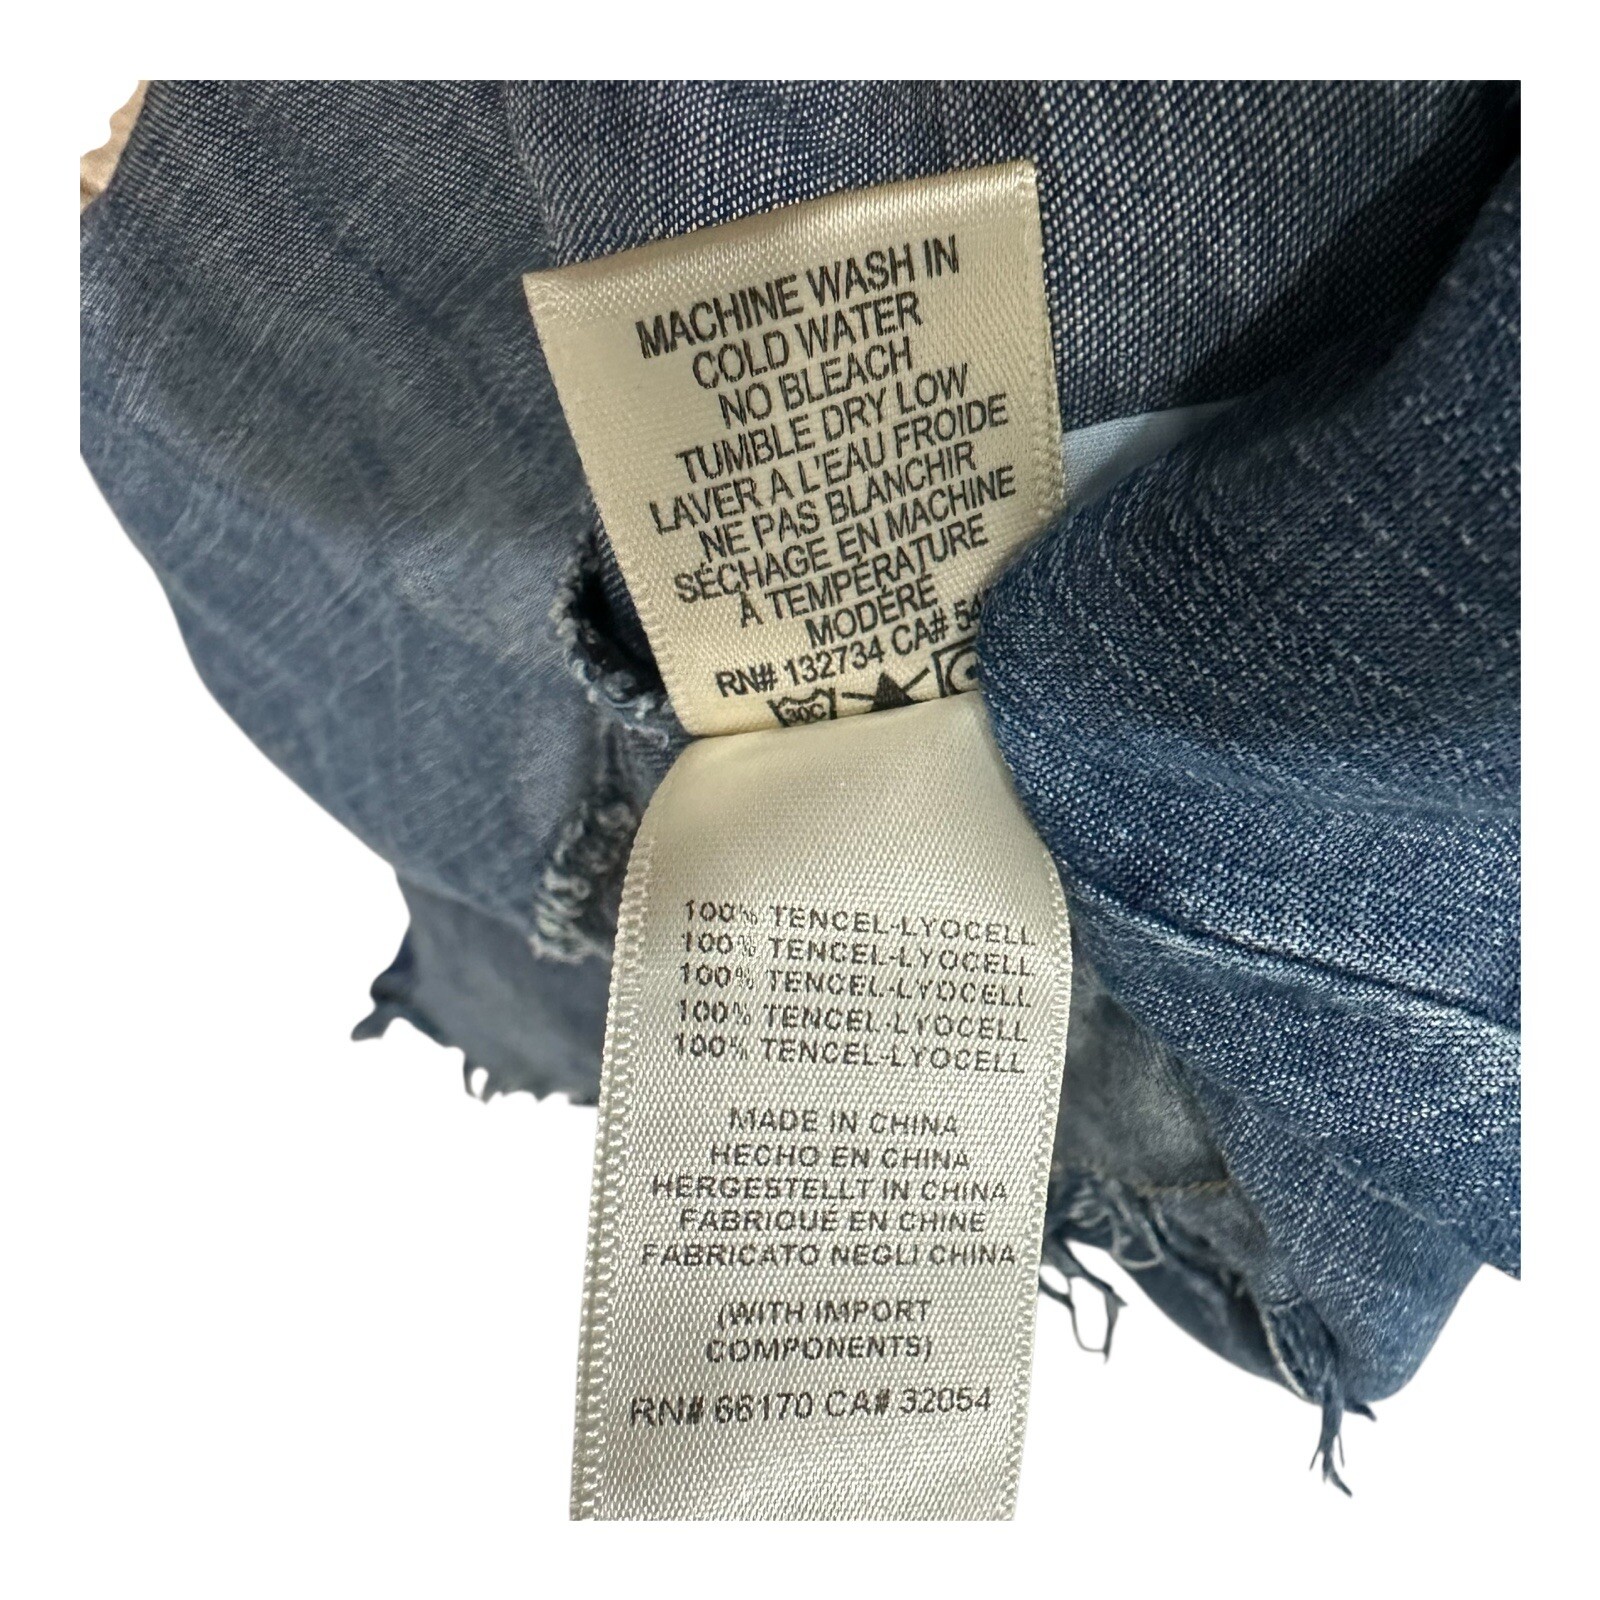 MACHINE WASH IN
COLD WATER
NO BLEACH
TUMBLE DRY LOW
LAVER A L'EAU FROIDE
NE PAS BLANCHIR
SÉCHAGE EN MACHINE
À TEMPÉRATURE
MODÉRÉ
RN# 132734 CA# 54
30C
100% TENCEL-LYOCELL
100% TENCEL-LYOCELL
100% TENCEL-LYOCELL
100% TENCEL-LYOCELL
100% TENCEL-LYOCELL
MADE IN CHINA
HECHO EN CHINA
HERGESTELLT IN CHINA
FABRIQUÉ EN CHINE
FABRICATO NEGLI CHINA
(WITH IMPORT
COMPONENTS)
RN# 66170 CA# 32054